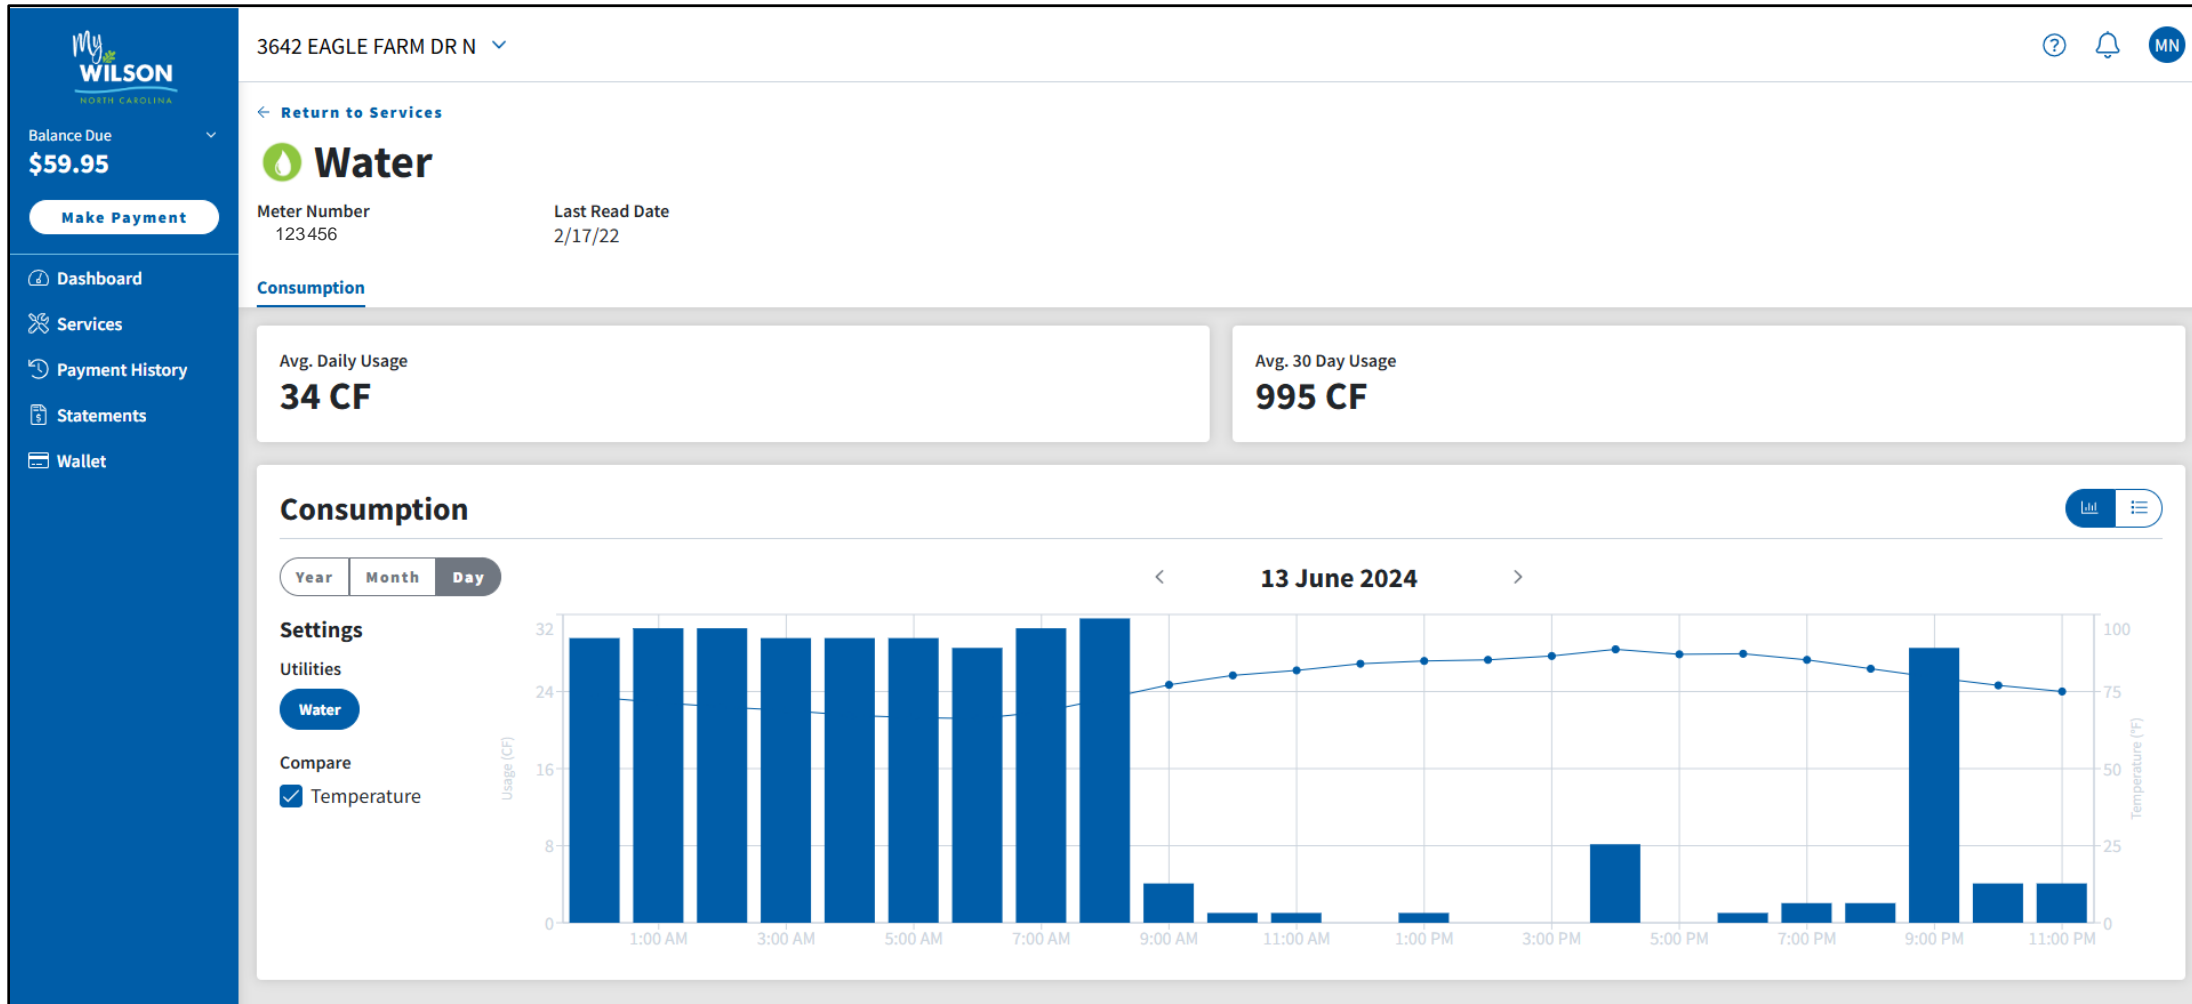 My
WILSON
NORTH CAROLINA
Balance Due
$59.95
Make Payment
Dashboard
Services
Payment History
Statements
Wallet
3642 EAGLE FARM DR N
?
MN
← Return to Services
Water
Meter Number
123456
Last Read Date
2/17/22
Consumption
Avg. Daily Usage
34 CF
Avg. 30 Day Usage
995 CF
Consumption
Year Month Day
13 June 2024
Settings
Utilities
Water
Compare
Temperature
Usage (CF)
32
24
16
8
0
100
75
50
25
0
Temperature (°F)
1:00 AM 3:00 AM 5:00 AM 7:00 AM 9:00 AM 11:00 AM 1:00 PM 3:00 PM 5:00 PM 7:00 PM 9:00 PM 11:00 PM